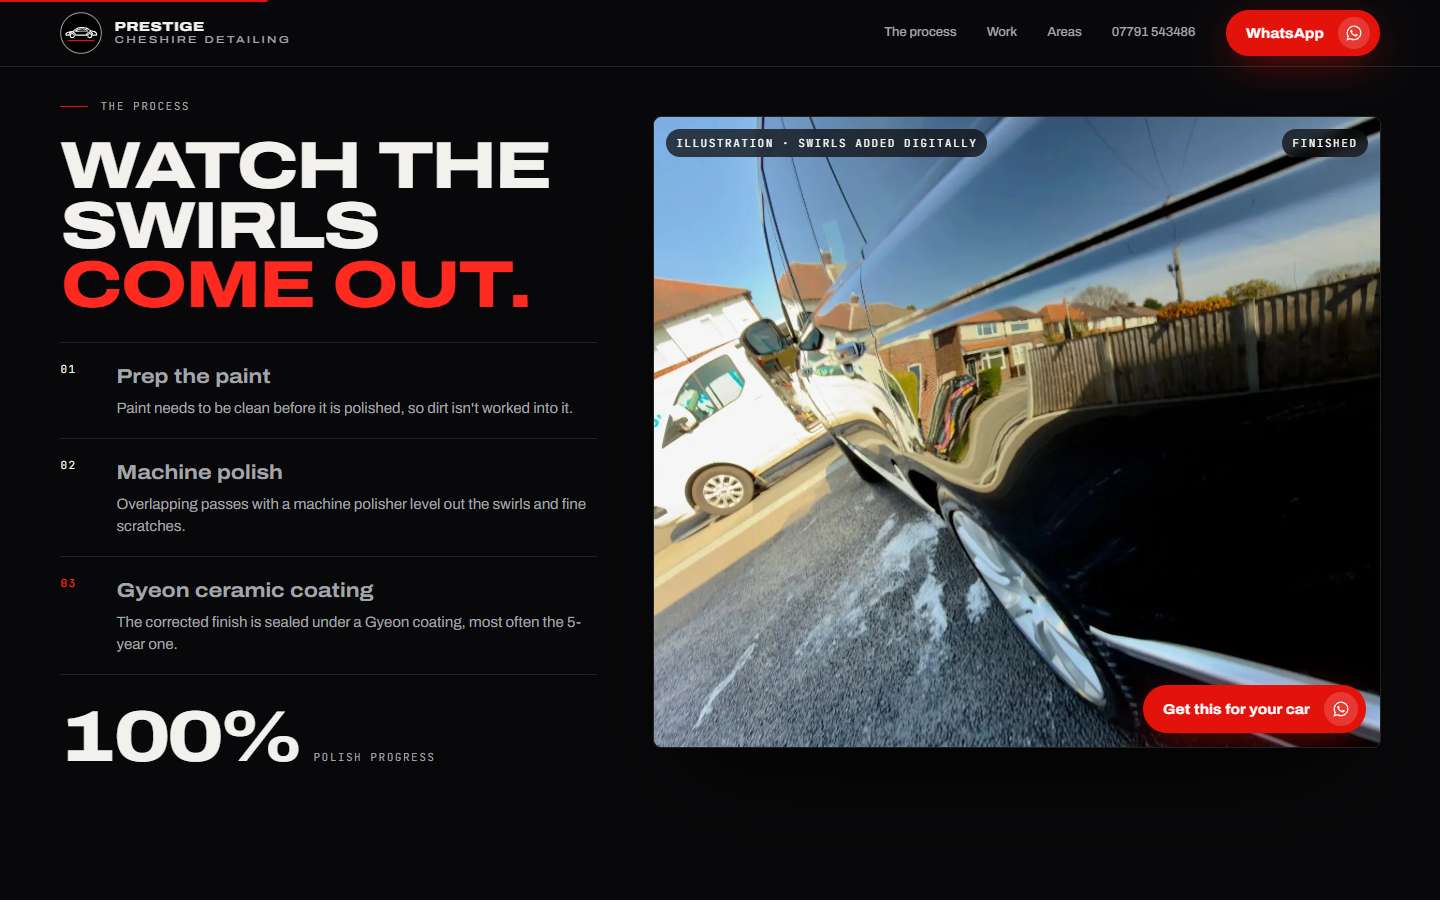 PRESTIGE
CHESHIRE DETAILING
The process
Work
Areas
07791 543486
WhatsApp
THE PROCESS
WATCH THE
SWIRLS
COME OUT.
01
Prep the paint
Paint needs to be clean before it is polished, so dirt isn't worked into it.
02
Machine polish
Overlapping passes with a machine polisher level out the swirls and fine
scratches.
03
Gyeon ceramic coating
The corrected finish is sealed under a Gyeon coating, most often the 5-
year one.
100%
POLISH PROGRESS
ILLUSTRATION · SWIRLS ADDED DIGITALLY
FINISHED
Get this for your car